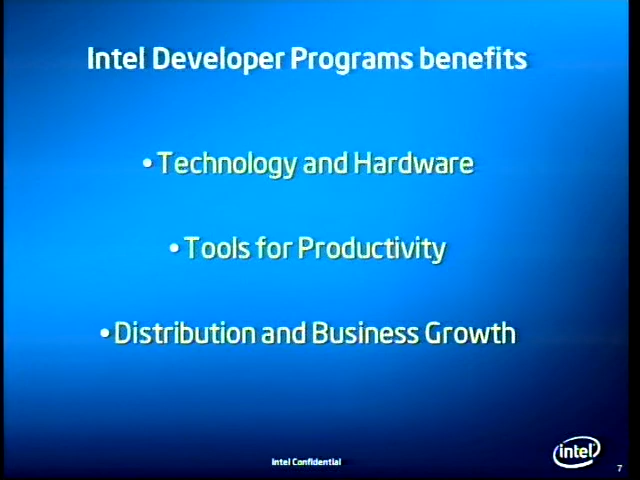 Intel Developer Programs benefits
•Technology and Hardware
•Tools for Productivity
•Distribution and Business Growth
Intel Confidential
intel
7